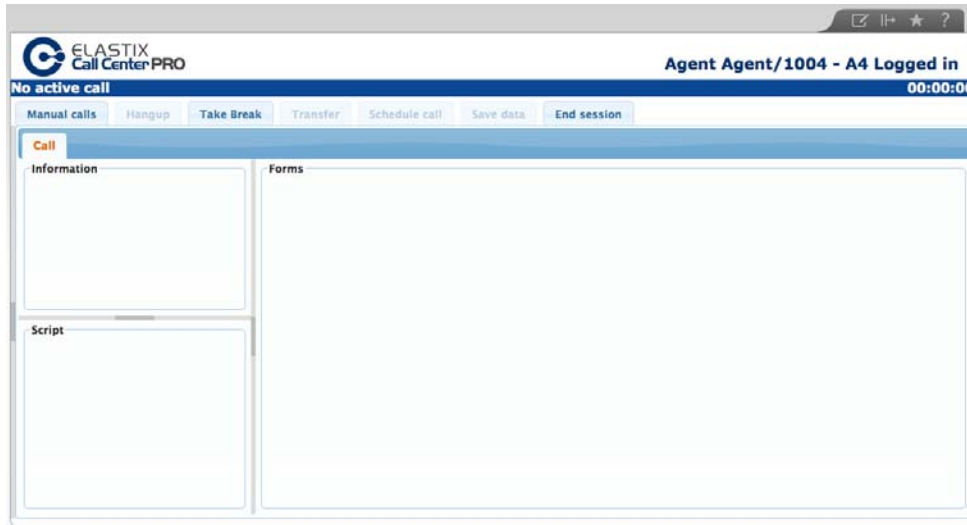 ?
ELASTIX
Call Center PRO
Agent Agent/1004 - A4 Logged in
No active call 00:00:0
Manual calls Hangup Take Break Transfer Schedule call Save data End session
Call
Information Forms
Script